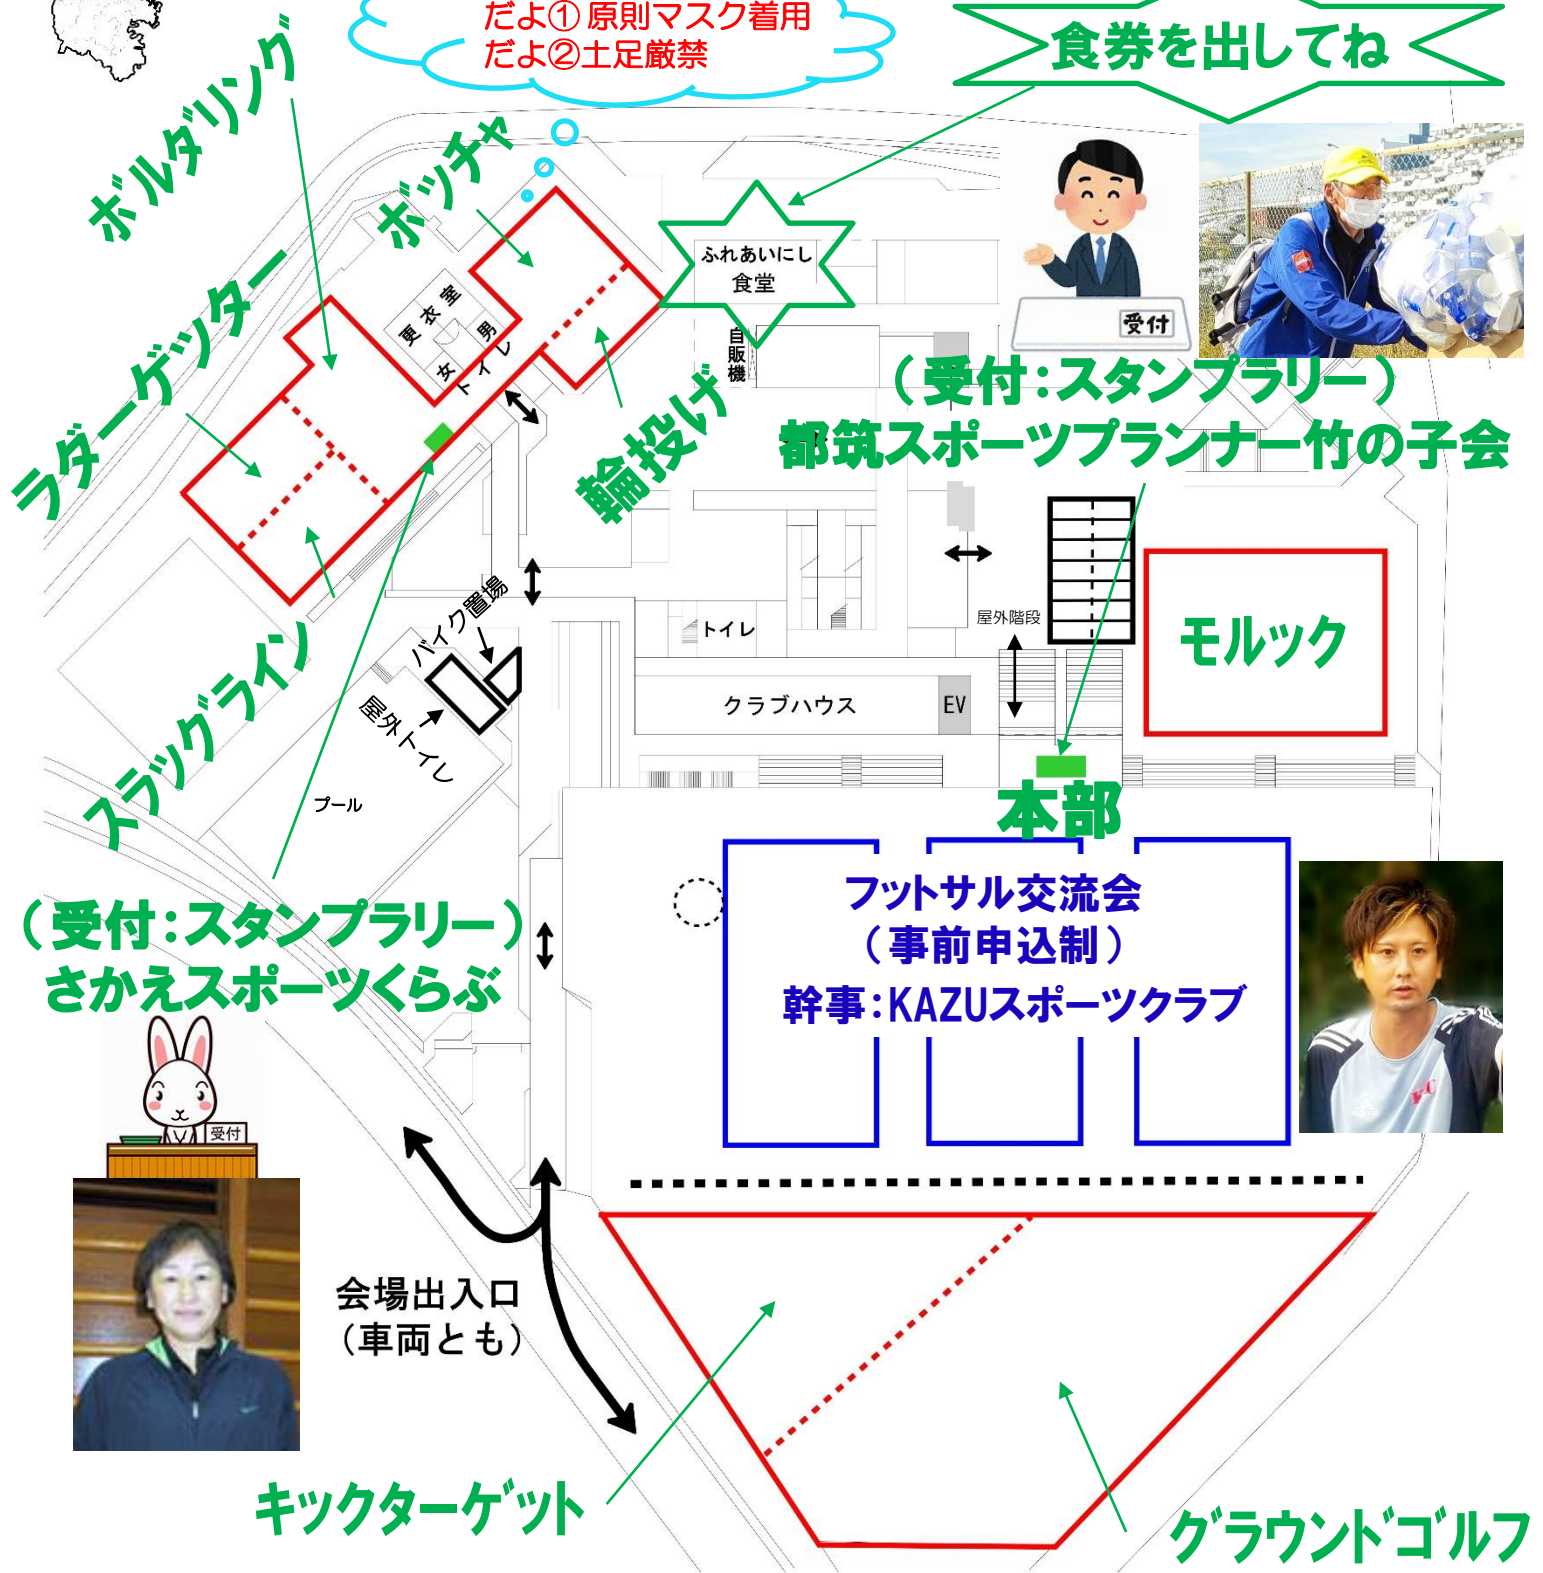 だよ①原則マスク着用
だよ②土足厳禁
食券を出してね
ボルダリング
ボッチャ
ふれあいにし
食堂
受付
更衣室
女
男
トイレ
自販機
ラダーゲッター
輪投げ
(受付:スタンプラリー)
都筑スポーツプランナー竹の子会
バイク置場
トイレ
屋外階段
モルック
スラッグライン
屋外トイレ
クラブハウス
EV
プール
本部
フットサル交流会
(事前申込制)
幹事:KAZUスポーツクラブ
(受付:スタンプラリー)
さかえスポーツくらぶ
受付
会場出入口
(車両とも)
キックターゲット
グラウンドゴルフ